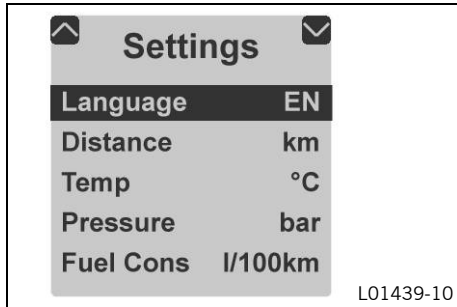 Settings
Language EN
Distance km
Temp °C
Pressure bar
Fuel Cons l/100km
L01439-10